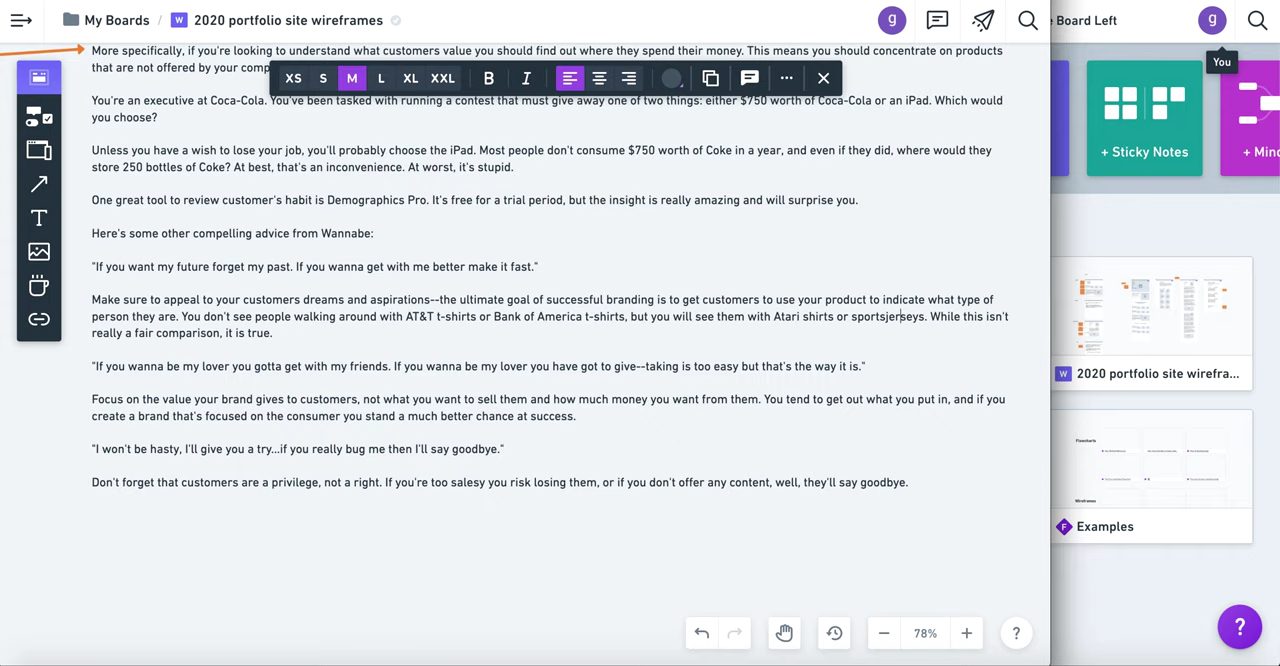 My Boards / W 2020 portfolio site wireframes
g
g
e Board Left
You
More specifically, if you're looking to understand what customers value you should find out where they spend their money. This means you should concentrate on products
that are not offered by your comp
XS S M L XL XXL B I
You're an executive at Coca-Cola. You've been tasked with running a contest that must give away one of two things: either $750 worth of Coca-Cola or an iPad. Which would
you choose?
Unless you have a wish to lose your job, you'll probably choose the iPad. Most people don't consume $750 worth of Coke in a year, and even if they did, where would they
store 250 bottles of Coke? At best, that's an inconvenience. At worst, it's stupid.
One great tool to review customer's habit is Demographics Pro. It's free for a trial period, but the insight is really amazing and will surprise you.
Here's some other compelling advice from Wannabe:
"If you want my future forget my past. If you wanna get with me better make it fast."
Make sure to appeal to your customers dreams and aspirations--the ultimate goal of successful branding is to get customers to use your product to indicate what type of
person they are. You don't see people walking around with AT&T t-shirts or Bank of America t-shirts, but you will see them with Atari shirts or sportsjerseys. While this isn't
really a fair comparison, it is true.
"If you wanna be my lover you gotta get with my friends. If you wanna be my lover you have got to give--taking is too easy but that's the way it is."
Focus on the value your brand gives to customers, not what you want to sell them and how much money you want from them. You tend to get out what you put in, and if you
create a brand that's focused on the consumer you stand a much better chance at success.
"I won't be hasty, I'll give you a try...if you really bug me then I'll say goodbye."
Don't forget that customers are a privilege, not a right. If you're too salesy you risk losing them, or if you don't offer any content, well, they'll say goodbye.
T
78%
?
+ Sticky Notes
+ Mind
W 2020 portfolio site wirefra...
Flowcharts
Wireframes
F Examples
?